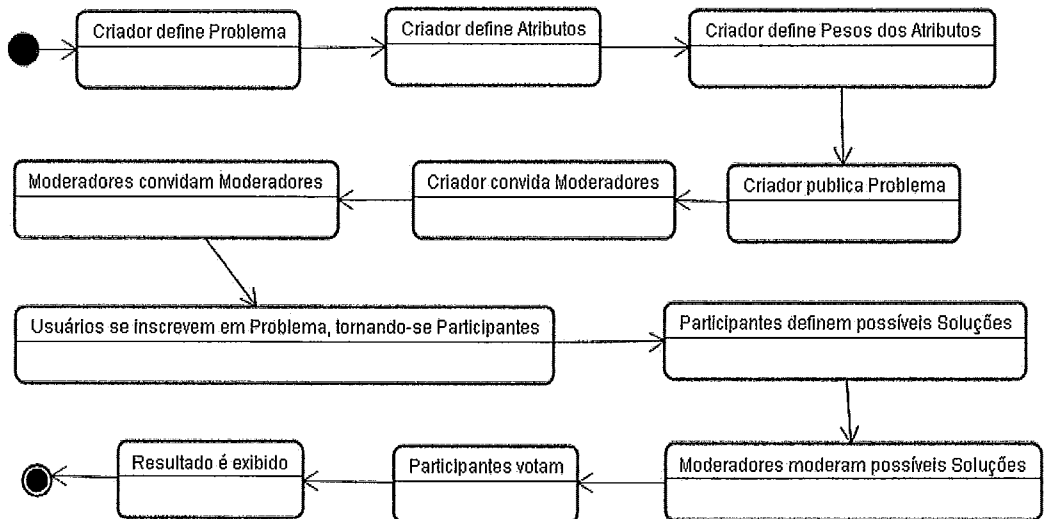 Criador define Problema
Criador define Atributos
Criador define Pesos dos Atributos
Criador publica Problema
Criador convida Moderadores
Moderadores convidam Moderadores
Usuários se inscrevem em Problema, tornando-se Participantes
Participantes definem possíveis Soluções
Moderadores moderam possíveis Soluções
Participantes votam
Resultado é exibido